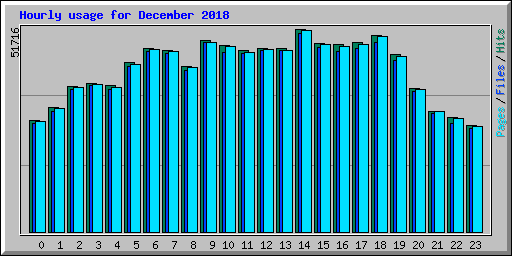 Hourly usage for December 2018
51716
Pages/Files/Hits
0 1 2 3 4 5 6 7 8 9 10 11 12 13 14 15 16 17 18 19 20 21 22 23